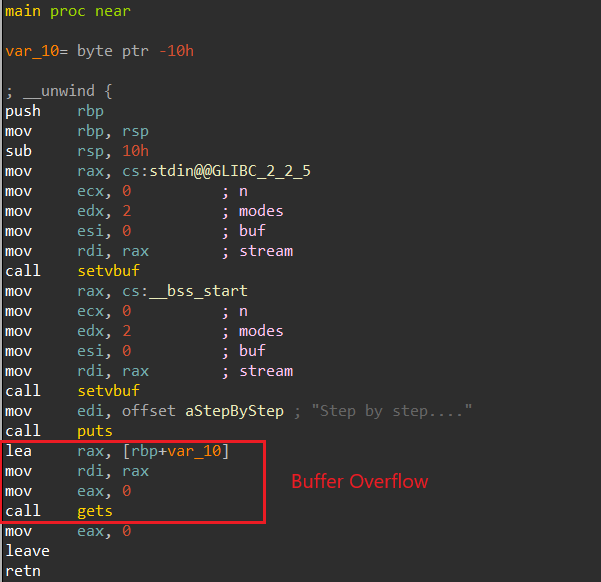 main proc near
var_10= byte ptr -10h
; __unwind {
push rbp
mov rbp, rsp
sub rsp, 10h
mov rax, cs:stdin@@GLIBC_2_2_5
mov ecx, 0 ; n
mov edx, 2 ; modes
mov esi, 0 ; buf
mov rdi, rax ; stream
call setvbuf
mov rax, cs:__bss_start
mov ecx, 0 ; n
mov edx, 2 ; modes
mov esi, 0 ; buf
mov rdi, rax ; stream
call setvbuf
mov edi, offset aStepByStep ; "Step by step...."
call puts
lea rax, [rbp+var_10]
mov rdi, rax
Buffer Overflow
mov eax, 0
call gets
mov eax, 0
leave
retn